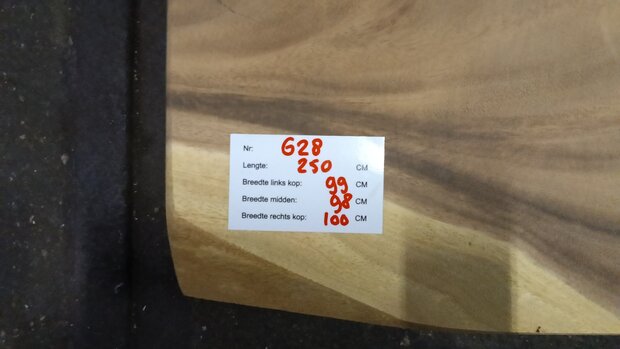 Nr: 628
Lengte: 250 CM
Breedte links kop: 99 CM
Breedte midden: 98 CM
Breedte rechts kop: 100 CM